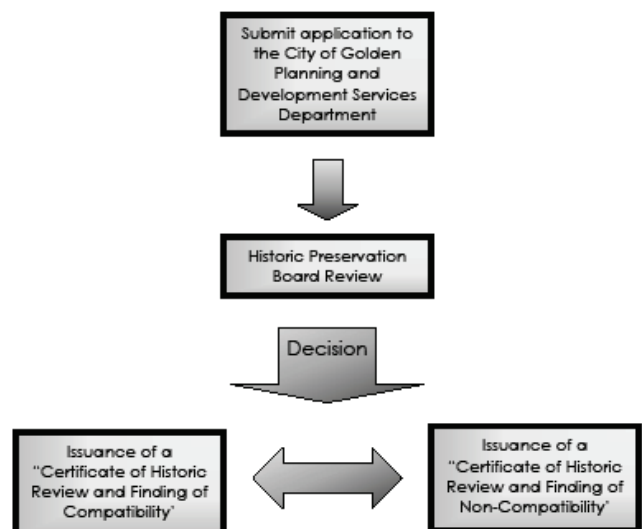 Submit application to
the City of Golden
Planning and
Development Services
Department
Historic Preservation
Board Review
Decision
Issuance of a
"Certificate of Historic
Review and Finding of
Compatibility'
Issuance of a
"Certificate of Historic
Review and Finding of
Non-Compatibility'